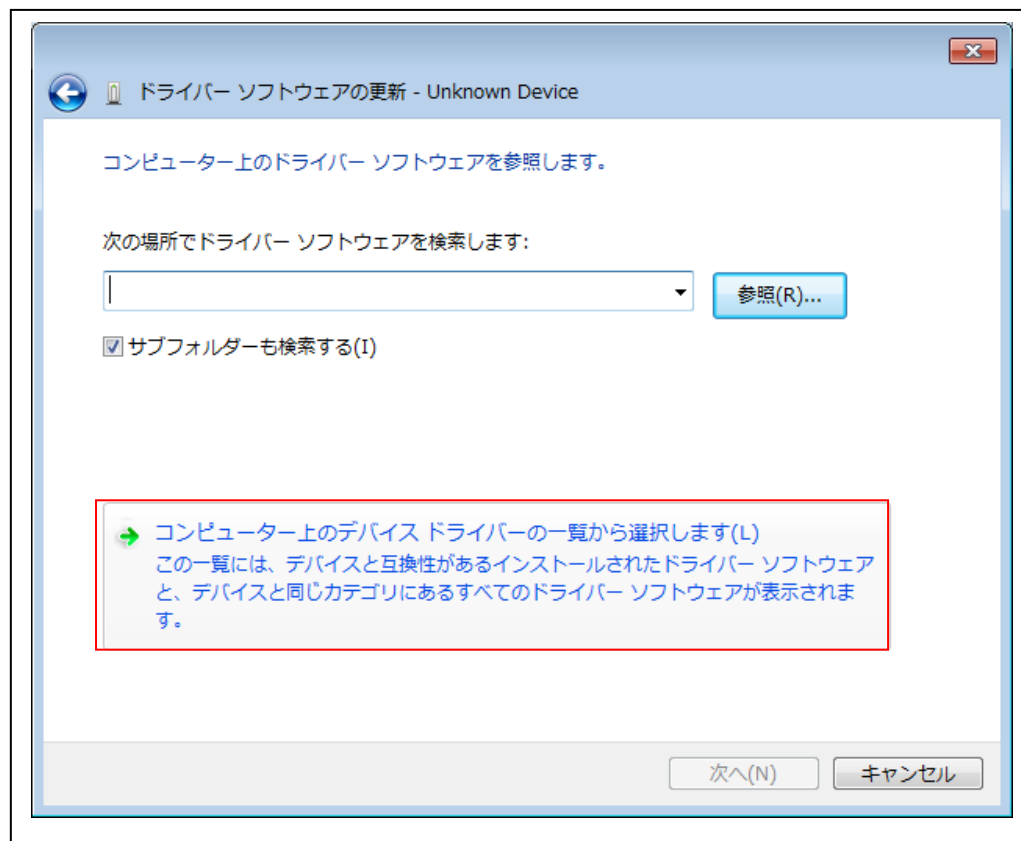 ドライバー ソフトウェアの更新 - Unknown Device
コンピューター上のドライバー ソフトウェアを参照します。
次の場所でドライバー ソフトウェアを検索します:
参照(R)...
サブフォルダーも検索する(I)
コンピューター上のデバイス ドライバーの一覧から選択します(L)
この一覧には、デバイスと互換性があるインストールされたドライバー ソフトウェア
と、デバイスと同じカテゴリにあるすべてのドライバー ソフトウェアが表示されま
す。
次へ(N)
キャンセル